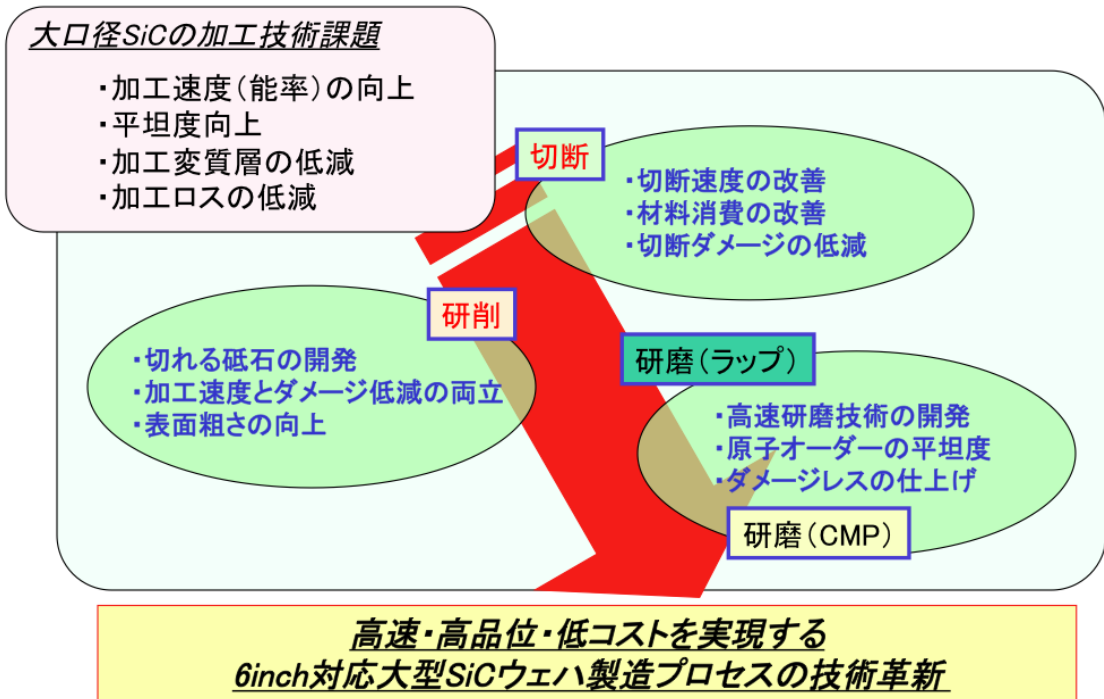 大口径SiCの加工技術課題
・加工速度(能率)の向上
・平坦度向上
・加工変質層の低減
・加工ロスの低減
切断
・切断速度の改善
・材料消費の改善
・切断ダメージの低減
研削
・切れる砥石の開発
・加工速度とダメージ低減の両立
・表面粗さの向上
研磨(ラップ)
・高速研磨技術の開発
・原子オーダーの平坦度
・ダメージレスの仕上げ
研磨(CMP)
高速・高品位・低コストを実現する
6inch対応大型SiCウェハ製造プロセスの技術革新